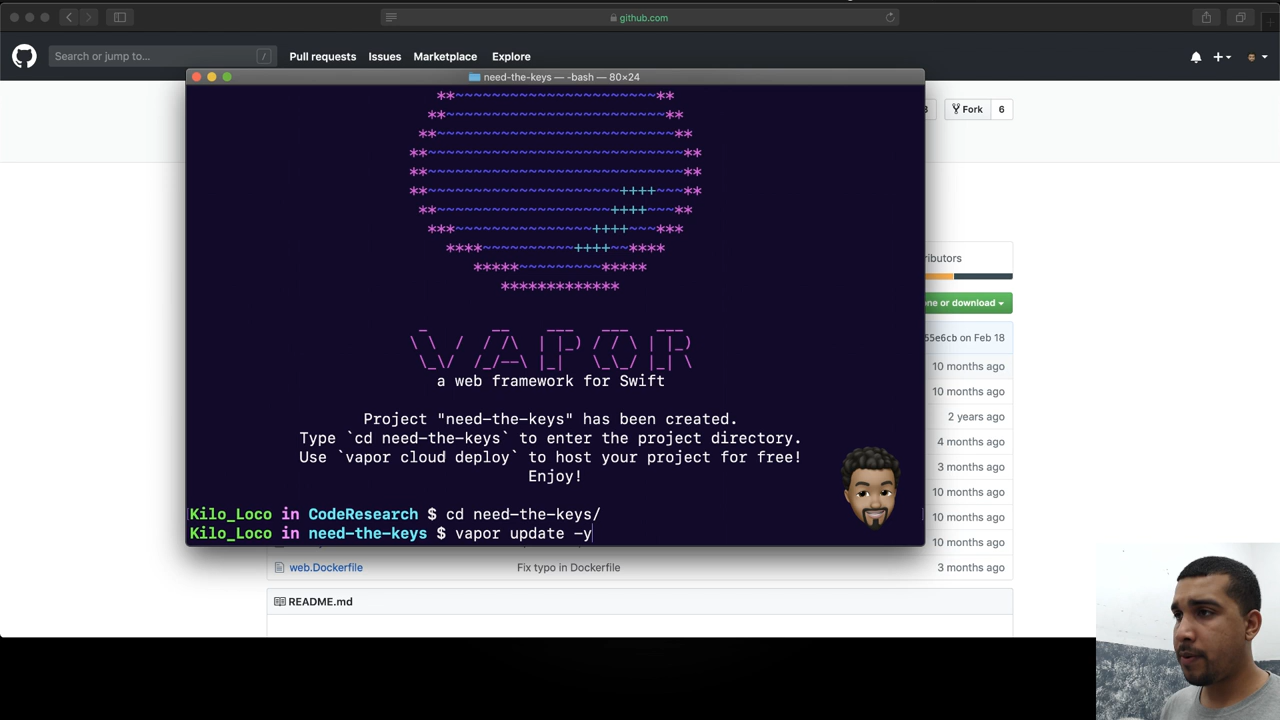 github.com
Search or jump to...
/
Pull requests
Issues
Marketplace
Explore
need-the-keys — -bash — 80×24
Fork
6
**~~~~~~~~~~~~~~~~~~~~~~**
**~~~~~~~~~~~~~~~~~~~~~~~~**
**~~~~~~~~~~~~~~~~~~~~~~~~~~**
**~~~~~~~~~~~~~~~~~~~~~~~~~~~~**
**~~~~~~~~~~~~~~~~~~~~~~~~~~~~**
**~~~~~~~~~~~~~~~~~~~~~++++~~~**
**~~~~~~~~~~~~~~~~~~~++++~~~**
***~~~~~~~~~~~~~~~++++~~~***
****~~~~~~~~~~++++~~****
*****~~~~~~~~~*****
*************
VAPOR
a web framework for Swift
Project "need-the-keys" has been created.
Type `cd need-the-keys` to enter the project directory.
Use `vapor cloud deploy` to host your project for free!
Enjoy!
Kilo_Loco in CodeResearch $ cd need-the-keys/
Kilo_Loco in need-the-keys $ vapor update -y
ributors
one or download
55e6cb on Feb 18
10 months ago
10 months ago
2 years ago
4 months ago
3 months ago
10 months ago
10 months ago
10 months ago
web.Dockerfile
Fix typo in Dockerfile
3 months ago
README.md